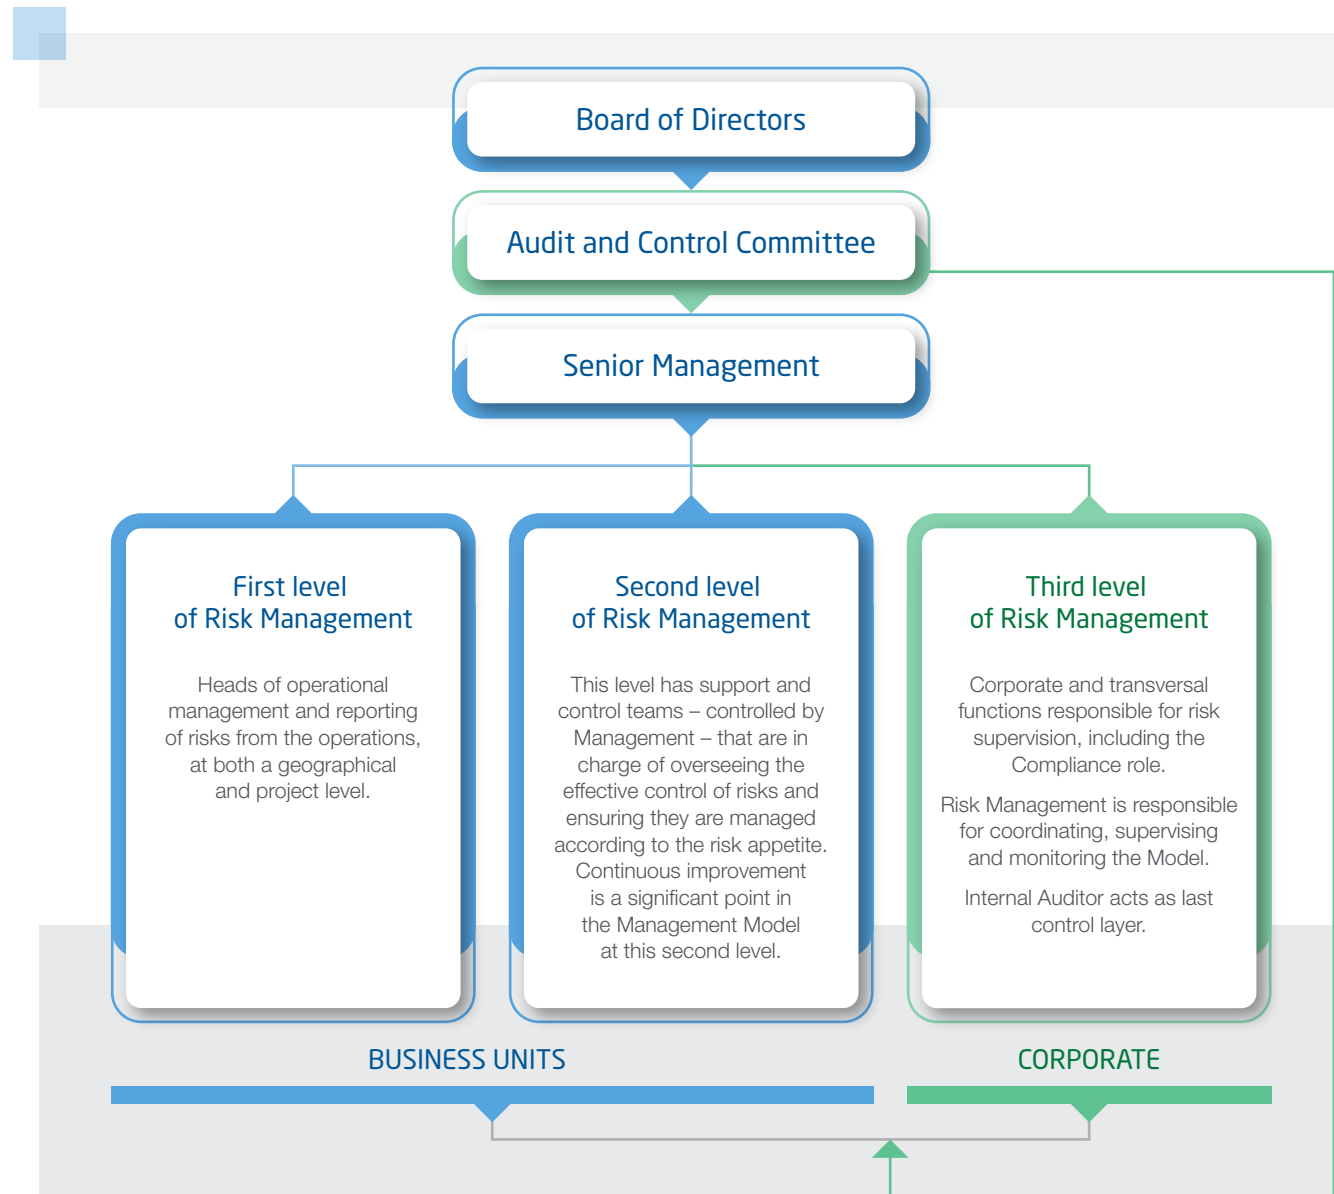 Board of Directors
Audit and Control Committee
Senior Management
First level
of Risk Management
Heads of operational
management and reporting
of risks from the operations,
at both a geographical
and project level.
Second level
of Risk Management
This level has support and
control teams – controlled by
Management – that are in
charge of overseeing the
effective control of risks and
ensuring they are managed
according to the risk appetite.
Continuous improvement
is a significant point in
the Management Model
at this second level.
Third level
of Risk Management
Corporate and transversal
functions responsible for risk
supervision, including the
Compliance role.
Risk Management is responsible
for coordinating, supervising
and monitoring the Model.
Internal Auditor acts as last
control layer.
BUSINESS UNITS
CORPORATE